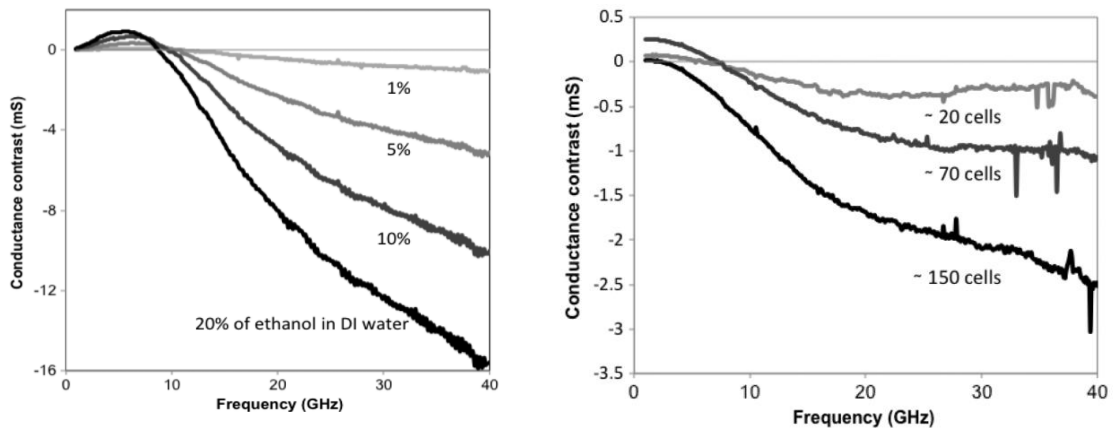 Conductance contrast (mS)
0
-4
-8
-12
-16
1%
5%
10%
20% of ethanol in DI water
0 10 20 30 40
Frequency (GHz)
Conductance contrast (mS)
0.5
0
-0.5
-1
-1.5
-2
-2.5
-3
-3.5
~ 20 cells
~ 70 cells
~ 150 cells
0 10 20 30 40
Frequency (GHz)